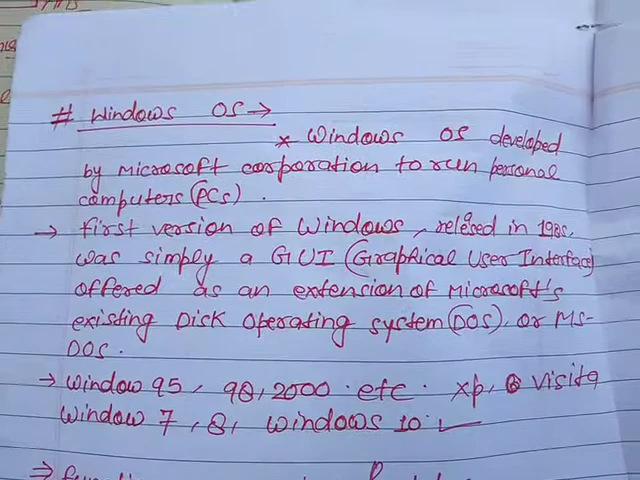 # Windows OS →
* Windows OS developed
by microsoft corporation to run personal
computers (PCs) .
→ first version of Windows, relesed in 1985.
was simply a GUI (Graphical User Interface)
offered as an extension of Microsoft's
existing Disk operating system (DOS), or MS-
DOS.
→ window 95, 98, 2000 . etc . xp, visita
window 7, 8, windows 10.